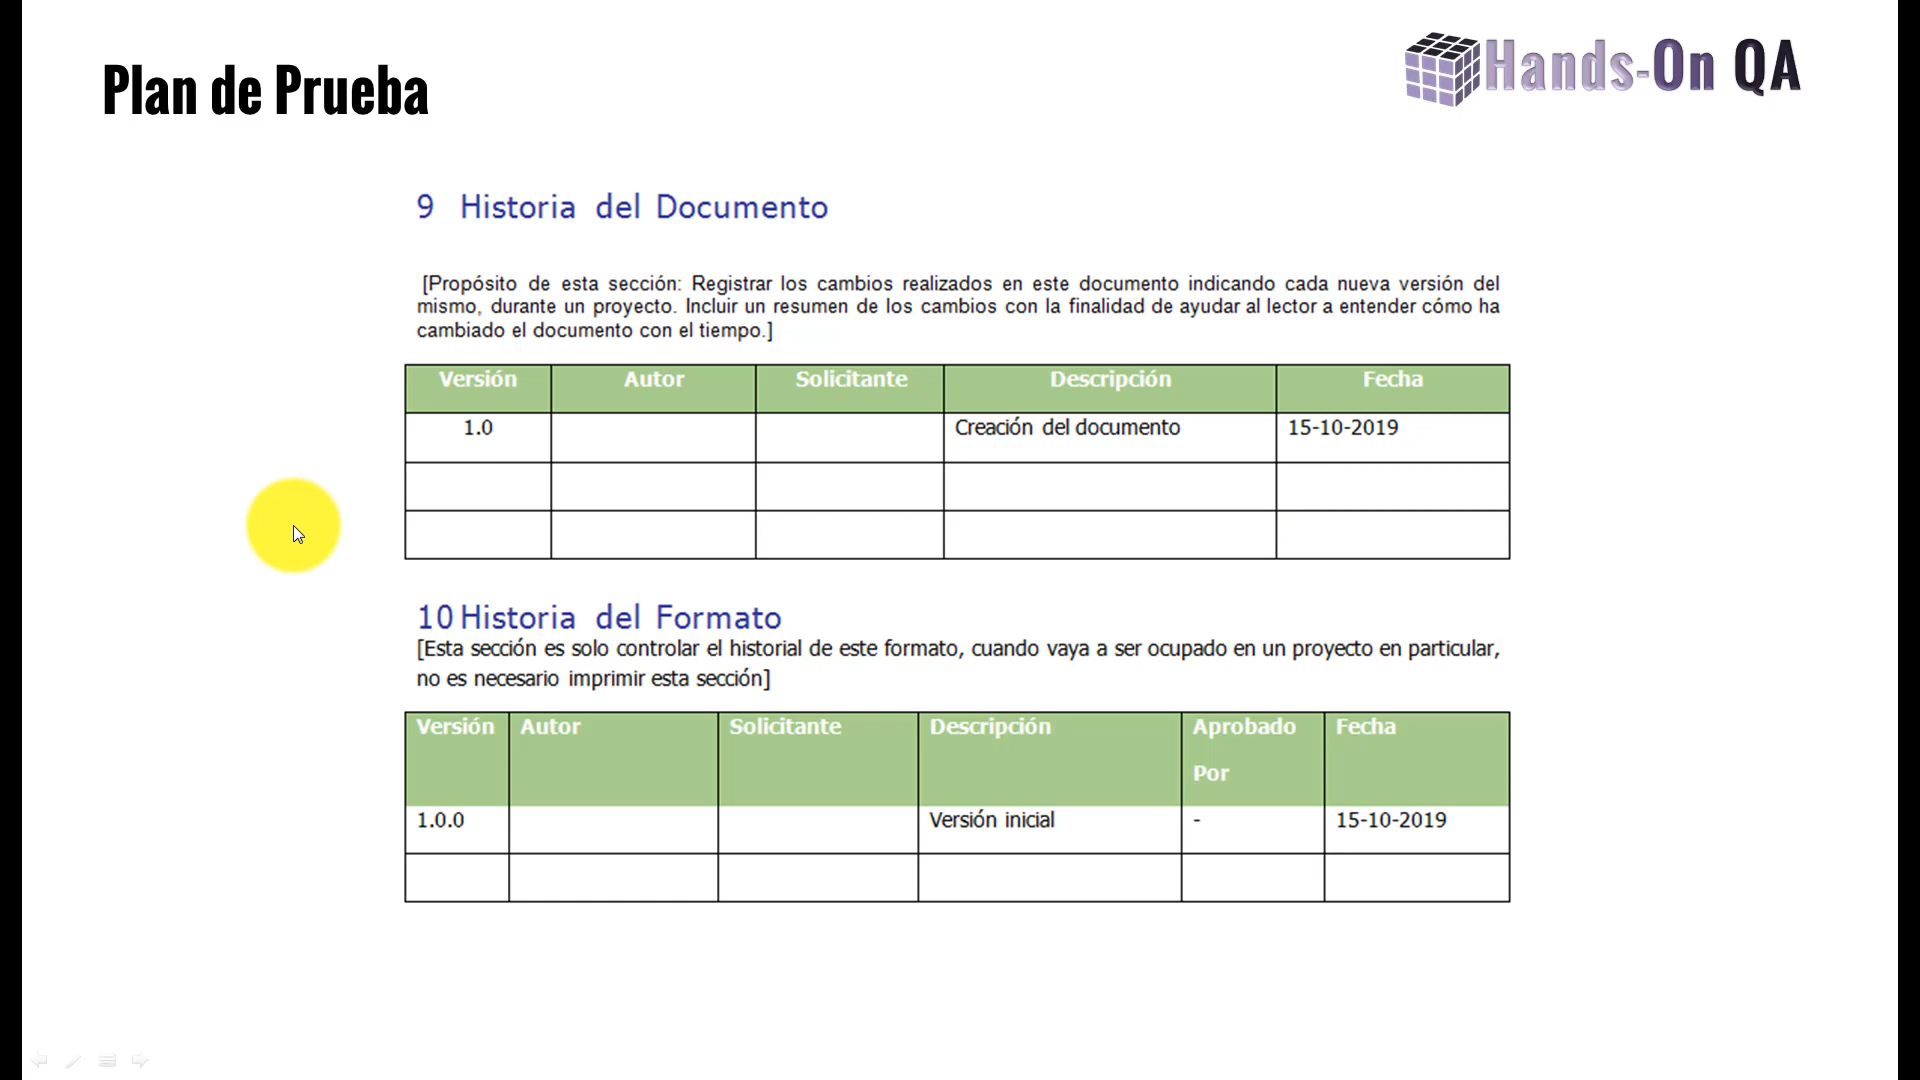 Plan de Prueba
Hands-On QA
9 Historia del Documento
[Propósito de esta sección: Registrar los cambios realizados en este documento indicando cada nueva versión del
mismo, durante un proyecto. Incluir un resumen de los cambios con la finalidad de ayudar al lector a entender cómo ha
cambiado el documento con el tiempo.]
Versión Autor Solicitante Descripción Fecha
1.0 Creación del documento 15-10-2019
10 Historia del Formato
[Esta sección es solo controlar el historial de este formato, cuando vaya a ser ocupado en un proyecto en particular,
no es necesario imprimir esta sección]
Versión Autor Solicitante Descripción Aprobado Fecha
Por
1.0.0 Versión inicial - 15-10-2019